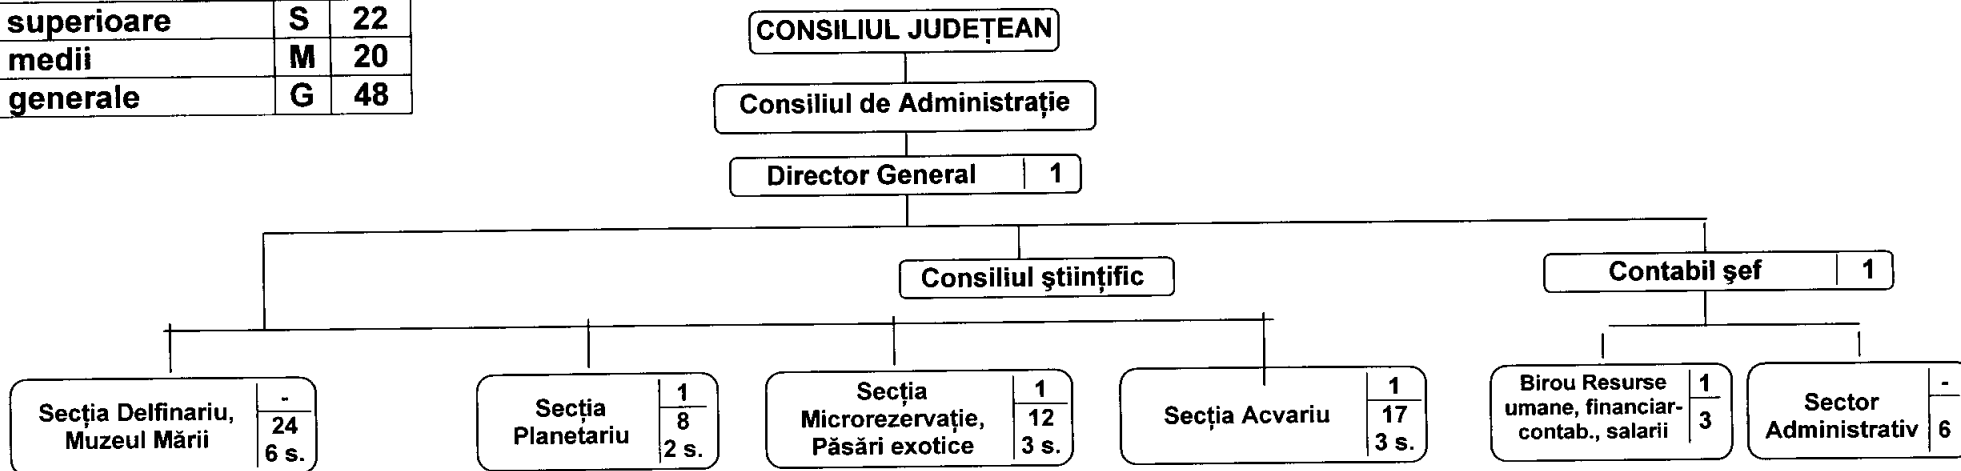 superioare S 22
medii M 20
generale G 48
CONSILIUL JUDEȚEAN
Consiliul de Administrație
Director General 1
Consiliul științific
Contabil șef 1
Secția Delfinariu,
Muzeul Mării
-
24
6 s.
Secția
Planetariu
1
8
2 s.
Secția
Microrezervație,
Păsări exotice
1
12
3 s.
Secția Acvariu
1
17
3 s.
Birou Resurse
umane, financiar-
contab., salarii
1
3
Sector
Administrativ
-
6